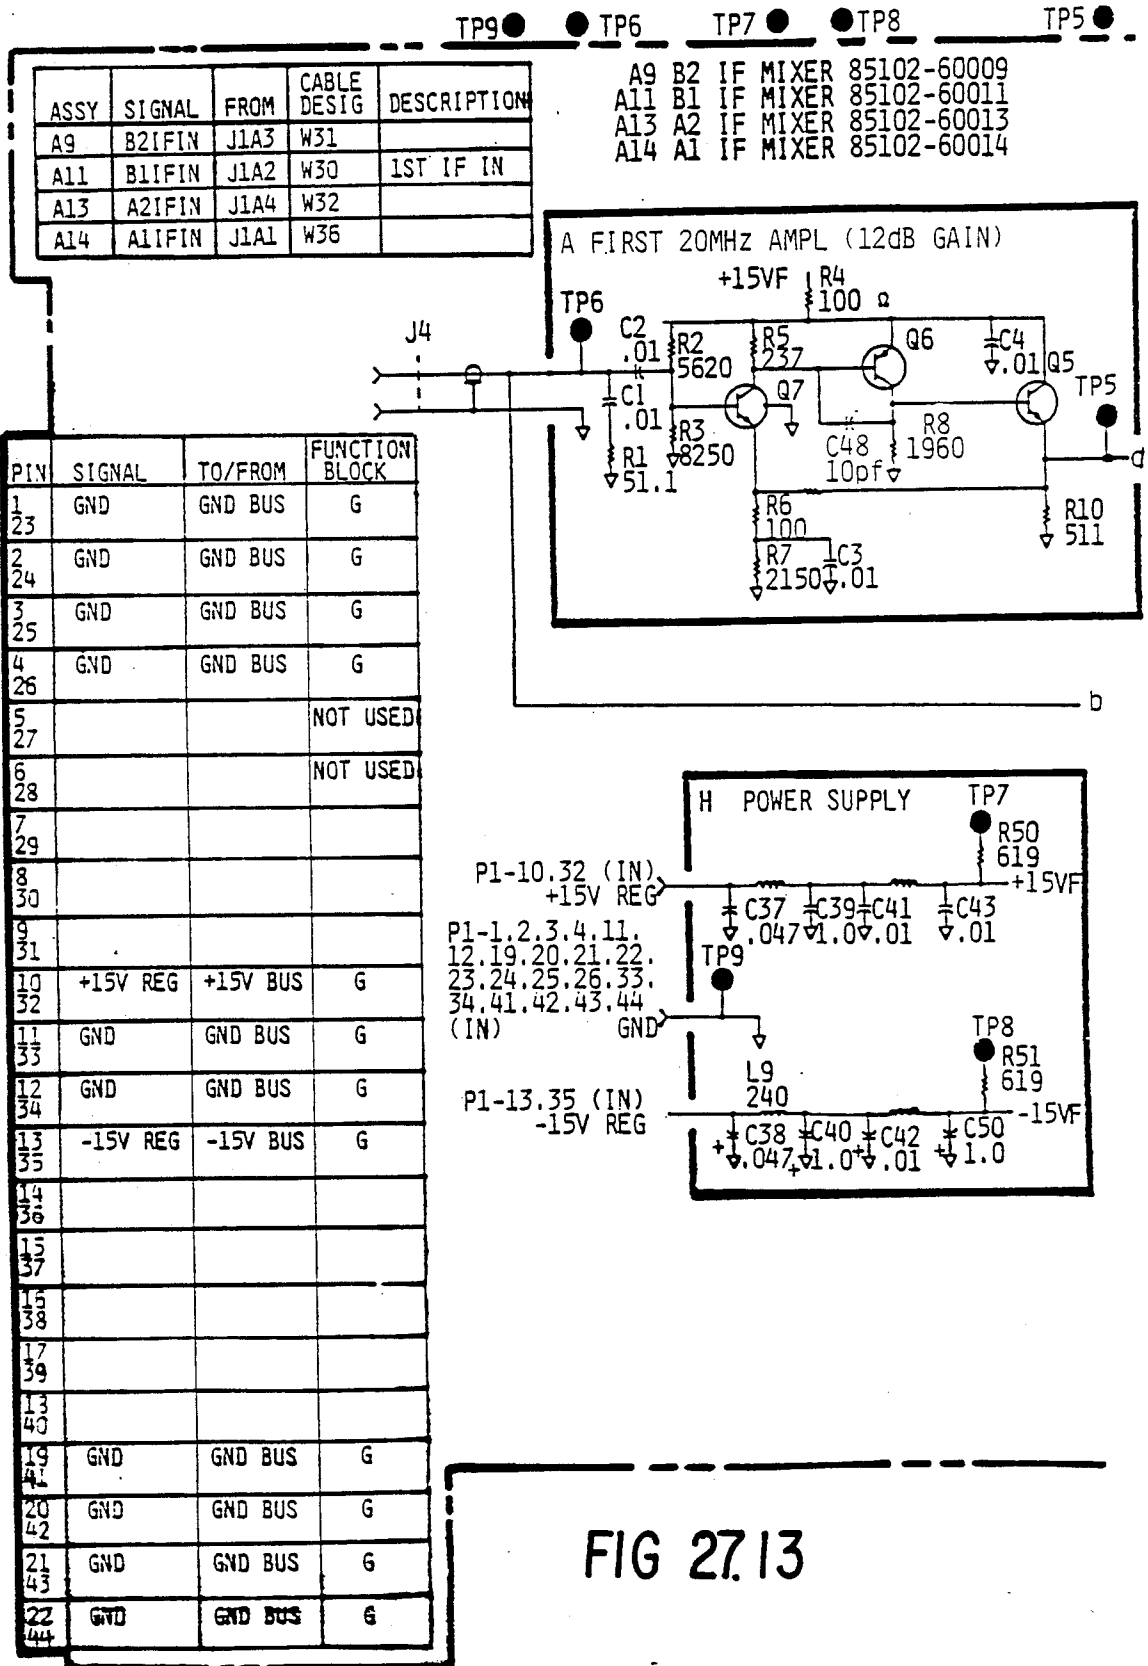 TP9 TP6 TP7 TP8 TP5
A9 B2 IF MIXER 85102-60009
A11 B1 IF MIXER 85102-60011
A13 A2 IF MIXER 85102-60013
A14 A1 IF MIXER 85102-60014
ASSY SIGNAL FROM CABLE DESIG DESCRIPTION
A9 B2IFIN J1A3 W31
A11 B1IFIN J1A2 W30 1ST IF IN
A13 A2IFIN J1A4 W32
A14 A1IFIN J1A1 W36
A FIRST 20MHz AMPL (12dB GAIN)
+15VF R4
100 Ω
TP6
J4
C2
.01
R2
5620
R5
237
Q6
C4
.01
Q5
TP5
C1
.01
Q7
R3
8250
C48
10pf
R8
1960
R1
51.1
a
R6
100
R10
511
R7
2150
C3
.01
b
PIN SIGNAL TO/FROM FUNCTION BLOCK
1
23 GND GND BUS G
2
24 GND GND BUS G
3
25 GND GND BUS G
4
26 GND GND BUS G
5
27 NOT USED
6
28 NOT USED
7
29
8
30
9
31
10
32 +15V REG +15V BUS G
11
33 GND GND BUS G
12
34 GND GND BUS G
13
35 -15V REG -15V BUS G
14
36
15
37
16
38
17
39
13
40
19
41 GND GND BUS G
20
42 GND GND BUS G
21
43 GND GND BUS G
22
44 GND GND BUS G
H POWER SUPPLY
TP7
R50
619
P1-10.32 (IN)
+15V REG
+15VF
C37
.047
C39
1.0
C41
.01
C43
.01
P1-1.2.3.4.11.
12.19.20.21.22.
23.24.25.26.33.
34.41.42.43.44
(IN) GND
TP9
TP8
R51
619
L9
240
P1-13.35 (IN)
-15V REG
-15VF
+ C38
.047
+ C40
1.0
+ C42
.01
+ C50
1.0
FIG 27.13